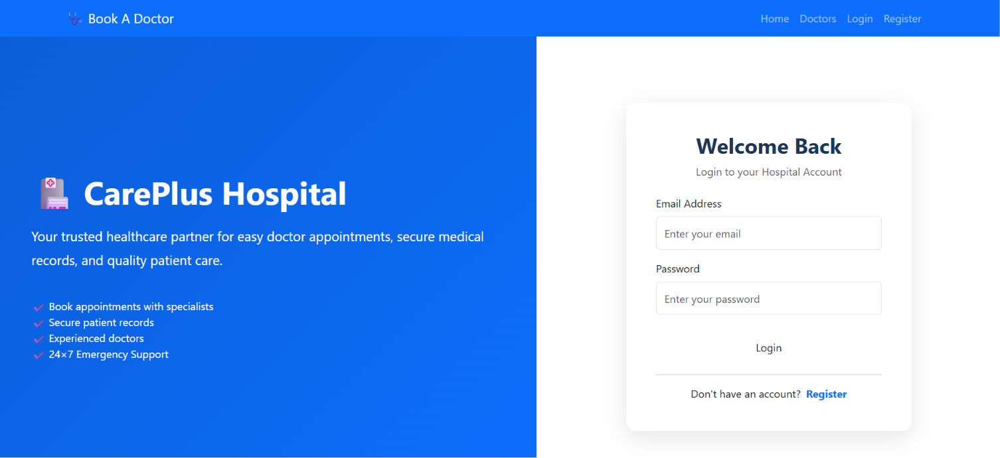 Book A Doctor
Home Doctors Login Register
CarePlus Hospital
Your trusted healthcare partner for easy doctor appointments, secure medical
records, and quality patient care.
Book appointments with specialists
Secure patient records
Experienced doctors
24×7 Emergency Support
Welcome Back
Login to your Hospital Account
Email Address
Enter your email
Password
Enter your password
Login
Don't have an account? Register